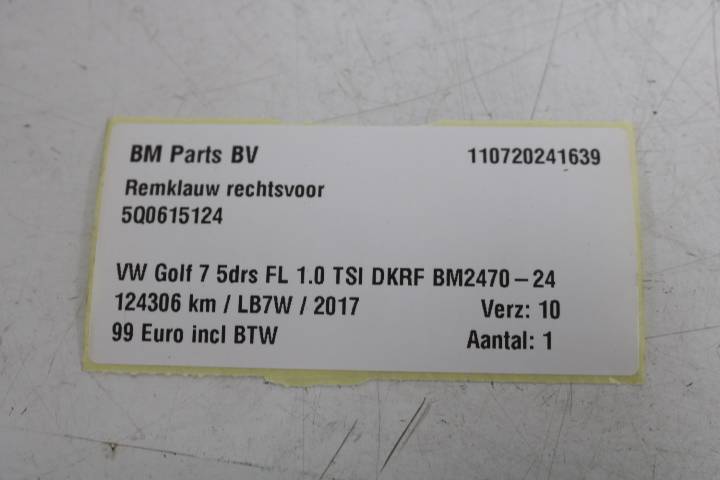 BM Parts BV 110720241639
Remklauw rechtsvoor
5Q0615124
VW Golf 7 5drs FL 1.0 TSI DKRF BM2470-24
124306 km / LB7W / 2017 Verz: 10
99 Euro incl BTW Aantal: 1